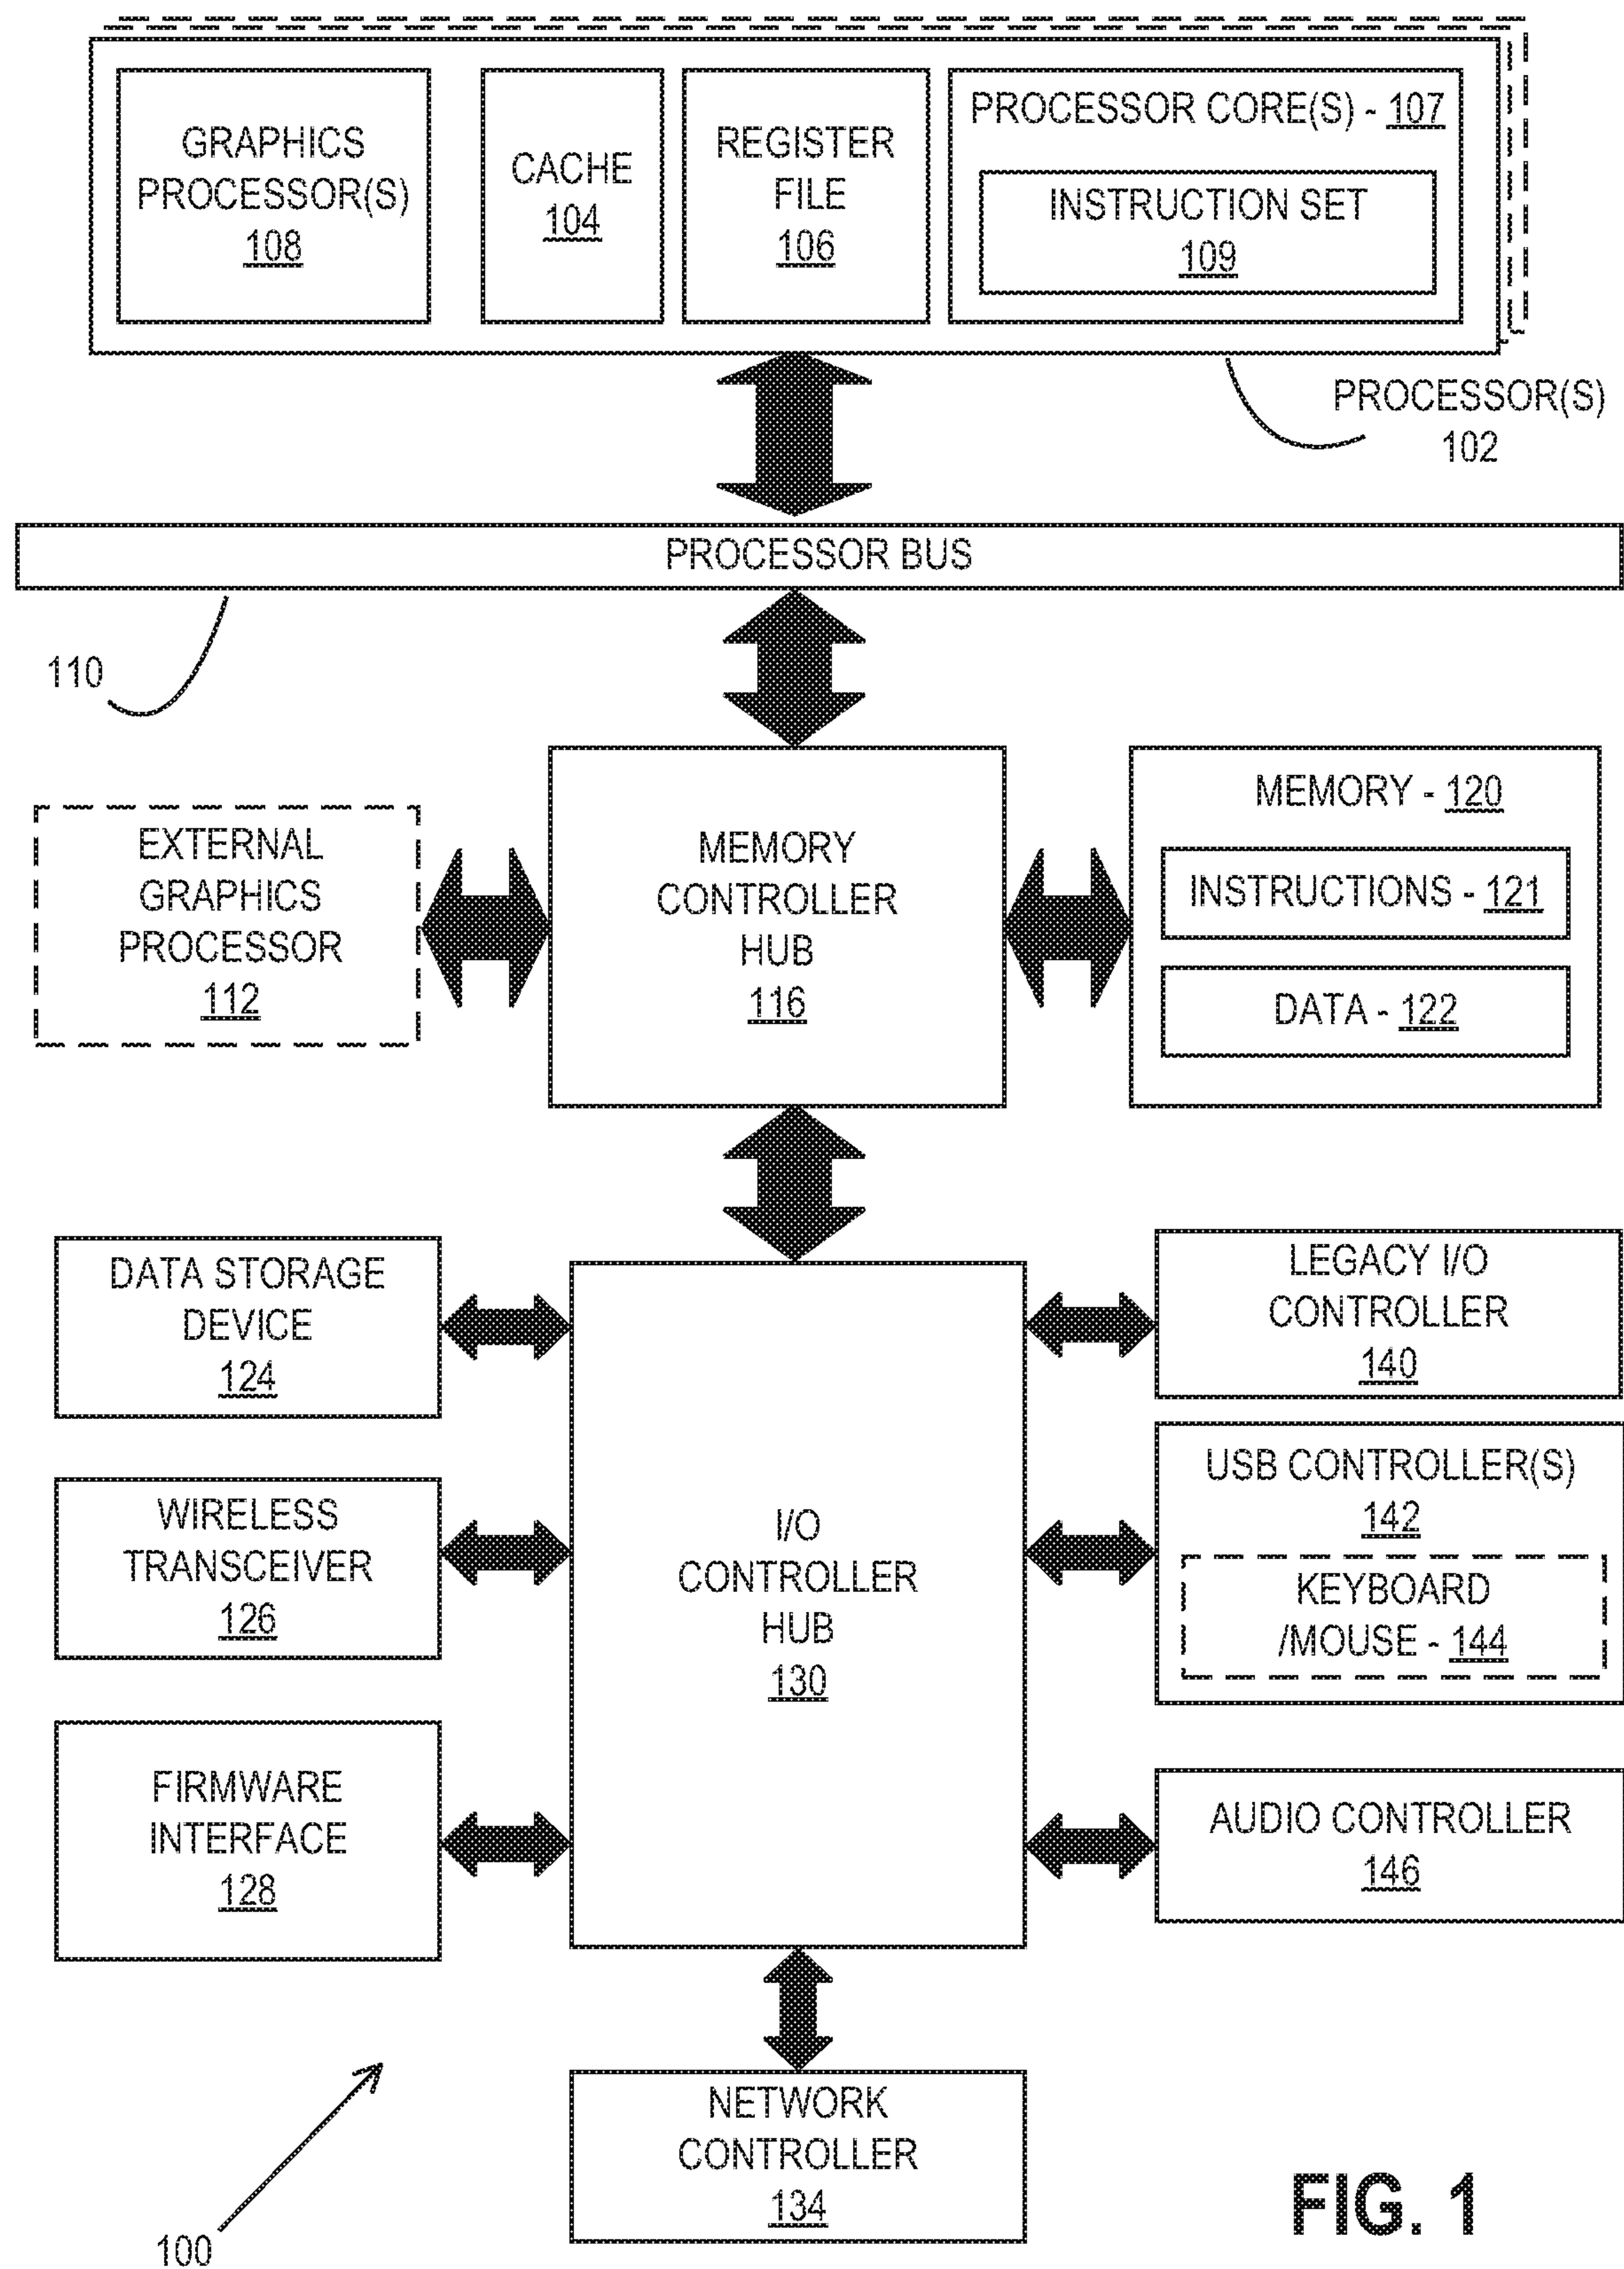 GRAPHICS
PROCESSOR(S)
108
CACHE
104
REGISTER
FILE
106
PROCESSOR CORE(S) - 107
INSTRUCTION SET
109
PROCESSOR(S)
102
PROCESSOR BUS
110
EXTERNAL
GRAPHICS
PROCESSOR
112
MEMORY
CONTROLLER
HUB
116
MEMORY - 120
INSTRUCTIONS - 121
DATA - 122
DATA STORAGE
DEVICE
124
WIRELESS
TRANSCEIVER
126
FIRMWARE
INTERFACE
128
I/O
CONTROLLER
HUB
130
LEGACY I/O
CONTROLLER
140
USB CONTROLLER(S)
142
KEYBOARD
/MOUSE - 144
AUDIO CONTROLLER
146
NETWORK
CONTROLLER
134
100
FIG. 1